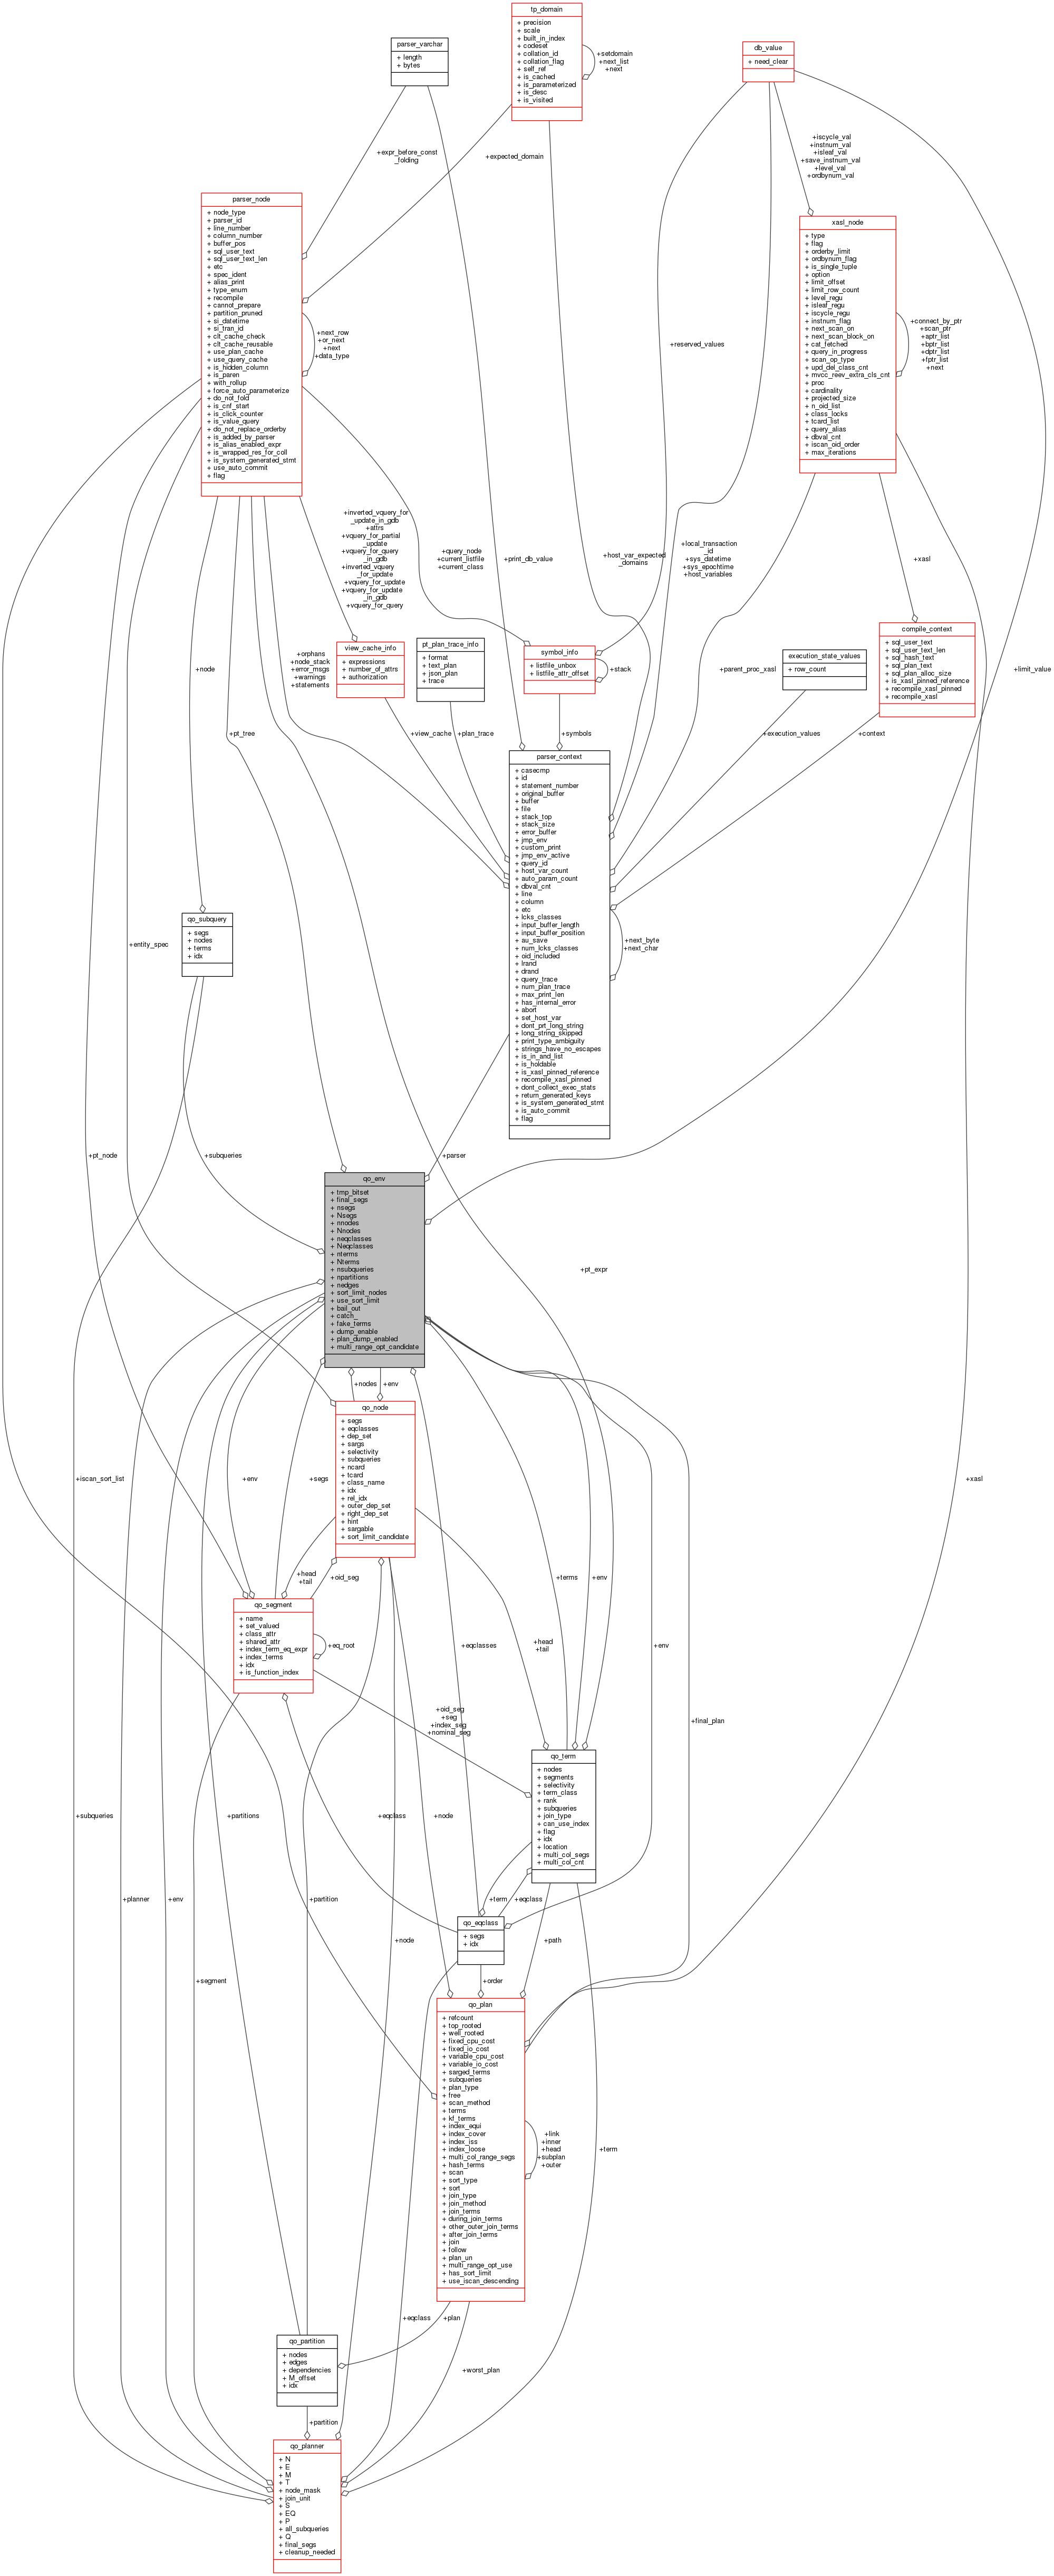 tp_domain
+ precision
+ scale
+ built_in_index
+ codeset
+ collation_id
+ collation_flag
+ self_ref
+ is_cached
+ is_parameterized
+ is_desc
+ is_visited
+setdomain
+next_list
+next
parser_varchar
+ length
+ bytes
db_value
+ need_clear
+expr_before_const
_folding
+expected_domain
+iscycle_val
+instnum_val
+isleaf_val
+save_instnum_val
+level_val
+ordbynum_val
parser_node
+ node_type
+ parser_id
+ line_number
+ column_number
+ buffer_pos
+ sql_user_text
+ sql_user_text_len
+ etc
+ spec_ident
+ alias_print
+ type_enum
+ recompile
+ cannot_prepare
+ partition_pruned
+ si_datetime
+ si_tran_id
+ clt_cache_check
+ clt_cache_reusable
+ use_plan_cache
+ use_query_cache
+ is_hidden_column
+ is_paren
+ with_rollup
+ force_auto_parameterize
+ do_not_fold
+ is_cnf_start
+ is_click_counter
+ is_value_query
+ do_not_replace_orderby
+ is_added_by_parser
+ is_alias_enabled_expr
+ is_wrapped_res_for_coll
+ is_system_generated_stmt
+ use_auto_commit
+ flag
+next_row
+or_next
+next
+data_type
xasl_node
+ type
+ flag
+ orderby_limit
+ ordbynum_flag
+ is_single_tuple
+ option
+ limit_offset
+ limit_row_count
+ level_regu
+ isleaf_regu
+ iscycle_regu
+ instnum_flag
+ next_scan_on
+ next_scan_block_on
+ cat_fetched
+ query_in_progress
+ scan_op_type
+ upd_del_class_cnt
+ mvcc_reev_extra_cls_cnt
+ proc
+ cardinality
+ projected_size
+ n_oid_list
+ class_locks
+ tcard_list
+ query_alias
+ dbval_cnt
+ iscan_oid_order
+ max_iterations
+connect_by_ptr
+scan_ptr
+aptr_list
+bptr_list
+dptr_list
+fptr_list
+next
+reserved_values
+inverted_vquery_for
_update_in_gdb
+attrs
+vquery_for_partial
_update
+vquery_for_query
_in_gdb
+inverted_vquery
_for_update
+vquery_for_update
+vquery_for_update
_in_gdb
+vquery_for_query
+query_node
+current_listfile
+current_class
+print_db_value
+host_var_expected
_domains
+local_transaction
_id
+sys_datetime
+sys_epochtime
+host_variables
+xasl
compile_context
+ sql_user_text
+ sql_user_text_len
+ sql_hash_text
+ sql_plan_text
+ sql_plan_alloc_size
+ is_xasl_pinned_reference
+ recompile_xasl_pinned
+ recompile_xasl
+node
+pt_tree
+orphans
+node_stack
+error_msgs
+warnings
+statements
view_cache_info
+ expressions
+ number_of_attrs
+ authorization
pt_plan_trace_info
+ format
+ text_plan
+ json_plan
+ trace
symbol_info
+ listfile_unbox
+ listfile_attr_offset
+stack
+parent_proc_xasl
execution_state_values
+ row_count
+limit_value
+view_cache
+plan_trace
+symbols
+execution_values
+context
parser_context
+ casecmp
+ id
+ statement_number
+ original_buffer
+ buffer
+ file
+ stack_top
+ stack_size
+ error_buffer
+ jmp_env
+ custom_print
+ jmp_env_active
+ query_id
+ host_var_count
+ auto_param_count
+ dbval_cnt
+ line
+ column
+ etc
+ lcks_classes
+ input_buffer_length
+ input_buffer_position
+ au_save
+ num_lcks_classes
+ oid_included
+ lrand
+ drand
+ query_trace
+ num_plan_trace
+ max_print_len
+ has_internal_error
+ abort
+ set_host_var
+ dont_prt_long_string
+ long_string_skipped
+ print_type_ambiguity
+ strings_have_no_escapes
+ is_in_and_list
+ is_holdable
+ is_xasl_pinned_reference
+ recompile_xasl_pinned
+ dont_collect_exec_stats
+ return_generated_keys
+ is_system_generated_stmt
+ is_auto_commit
+ flag
+next_byte
+next_char
qo_subquery
+ segs
+ nodes
+ terms
+ idx
+entity_spec
+pt_node
+subqueries
+parser
qo_env
+ tmp_bitset
+ final_segs
+ nsegs
+ Nsegs
+ nnodes
+ Nnodes
+ neqclasses
+ Neqclasses
+ nterms
+ Nterms
+ nsubqueries
+ npartitions
+ nedges
+ sort_limit_nodes
+ use_sort_limit
+ bail_out
+ catch_
+ fake_terms
+ dump_enable
+ plan_dump_enabled
+ multi_range_opt_candidate
+pt_expr
+nodes
+env
qo_node
+ segs
+ eqclasses
+ dep_set
+ sargs
+ selectivity
+ subqueries
+ ncard
+ tcard
+ class_name
+ idx
+ rel_idx
+ outer_dep_set
+ right_dep_set
+ hint
+ sargable
+ sort_limit_candidate
+iscan_sort_list
+env
+segs
+xasl
+head
+tail
+oid_seg
+terms
+env
qo_segment
+ name
+ set_valued
+ class_attr
+ shared_attr
+ index_term_eq_expr
+ index_terms
+ idx
+ is_function_index
+eq_root
+eqclasses
+head
+tail
+env
+oid_seg
+seg
+index_seg
+nominal_seg
+final_plan
qo_term
+ nodes
+ segments
+ selectivity
+ term_class
+ rank
+ subqueries
+ join_type
+ can_use_index
+ flag
+ idx
+ location
+ multi_col_segs
+ multi_col_cnt
+subqueries
+partitions
+eqclass
+node
+planner
+env
+partition
+term
+eqclass
qo_eqclass
+ segs
+ idx
+node
+path
+term
+segment
+order
qo_plan
+ refcount
+ top_rooted
+ well_rooted
+ fixed_cpu_cost
+ fixed_io_cost
+ variable_cpu_cost
+ variable_io_cost
+ sarged_terms
+ subqueries
+ plan_type
+ free
+ scan_method
+ terms
+ kf_terms
+ index_equi
+ index_cover
+ index_iss
+ index_loose
+ multi_col_range_segs
+ hash_terms
+ scan
+ sort_type
+ sort
+ join_type
+ join_method
+ join_terms
+ during_join_terms
+ other_outer_join_terms
+ after_join_terms
+ join
+ follow
+ plan_un
+ multi_range_opt_use
+ has_sort_limit
+ use_iscan_descending
+link
+inner
+head
+subplan
+outer
+eqclass
+plan
qo_partition
+ nodes
+ edges
+ dependencies
+ M_offset
+ idx
+worst_plan
+partition
qo_planner
+ N
+ E
+ M
+ T
+ node_mask
+ join_unit
+ S
+ EQ
+ P
+ all_subqueries
+ Q
+ final_segs
+ cleanup_needed